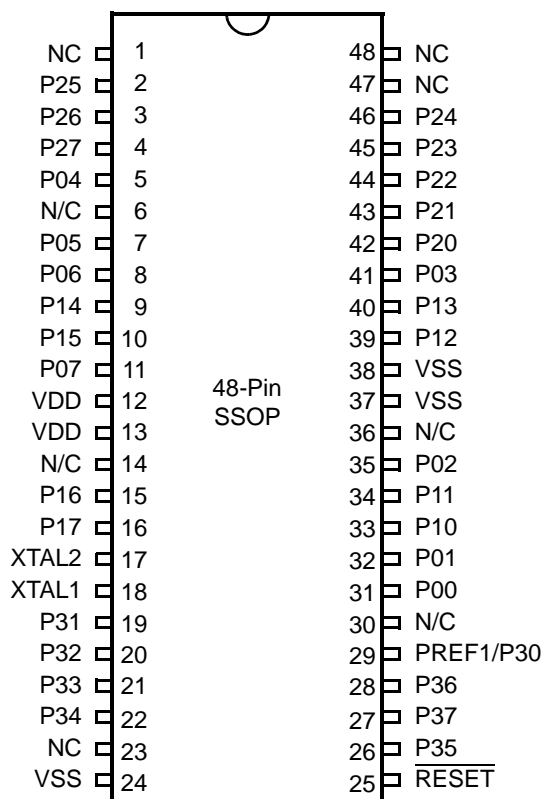 NC 1 48 NC
P25 2 47 NC
P26 3 46 P24
P27 4 45 P23
P04 5 44 P22
N/C 6 43 P21
P05 7 42 P20
P06 8 41 P03
P14 9 40 P13
P15 10 39 P12
P07 11 38 VSS
48-Pin
VDD 12 37 VSS
SSOP
VDD 13 36 N/C
N/C 14 35 P02
P16 15 34 P11
P17 16 33 P10
XTAL2 17 32 P01
XTAL1 18 31 P00
P31 19 30 N/C
P32 20 29 PREF1/P30
P33 21 28 P36
P34 22 27 P37
NC 23 26 P35
VSS 24 25 RESET